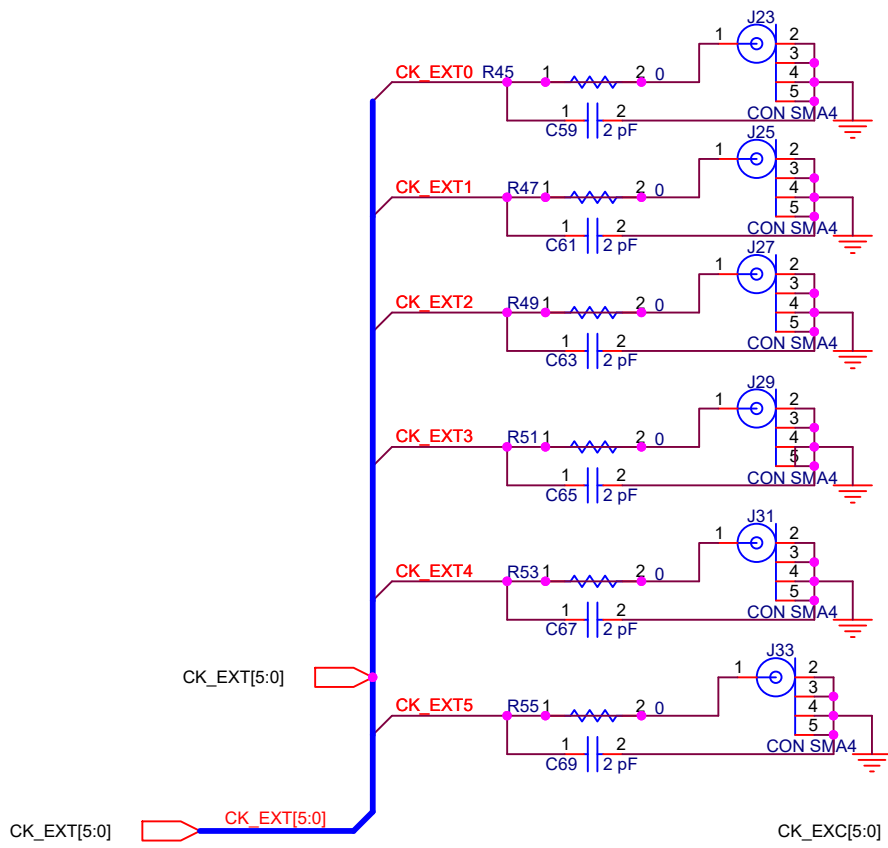 J23
1 2
3
CK_EXT0 R45 1 2 0 4
5
1 2 CON SMA4
C59 2 pF
J25
1 2
3
CK_EXT1 R47 1 2 0 4
5
1 2 CON SMA4
C61 2 pF
J27
1 2
3
CK_EXT2 R49 1 2 0 4
5
1 2 CON SMA4
C63 2 pF
J29
1 2
3
CK_EXT3 R51 1 2 0 4
5
1 2 CON SMA4
C65 2 pF
J31
1 2
3
CK_EXT4 R53 1 2 0 4
5
1 2 CON SMA4
C67 2 pF
J33
CK_EXT[5:0] 1 2
3
CK_EXT5 R55 1 2 0 4
5
1 2 CON SMA4
C69 2 pF
CK_EXT[5:0] CK_EXT[5:0] CK_EXC[5:0]